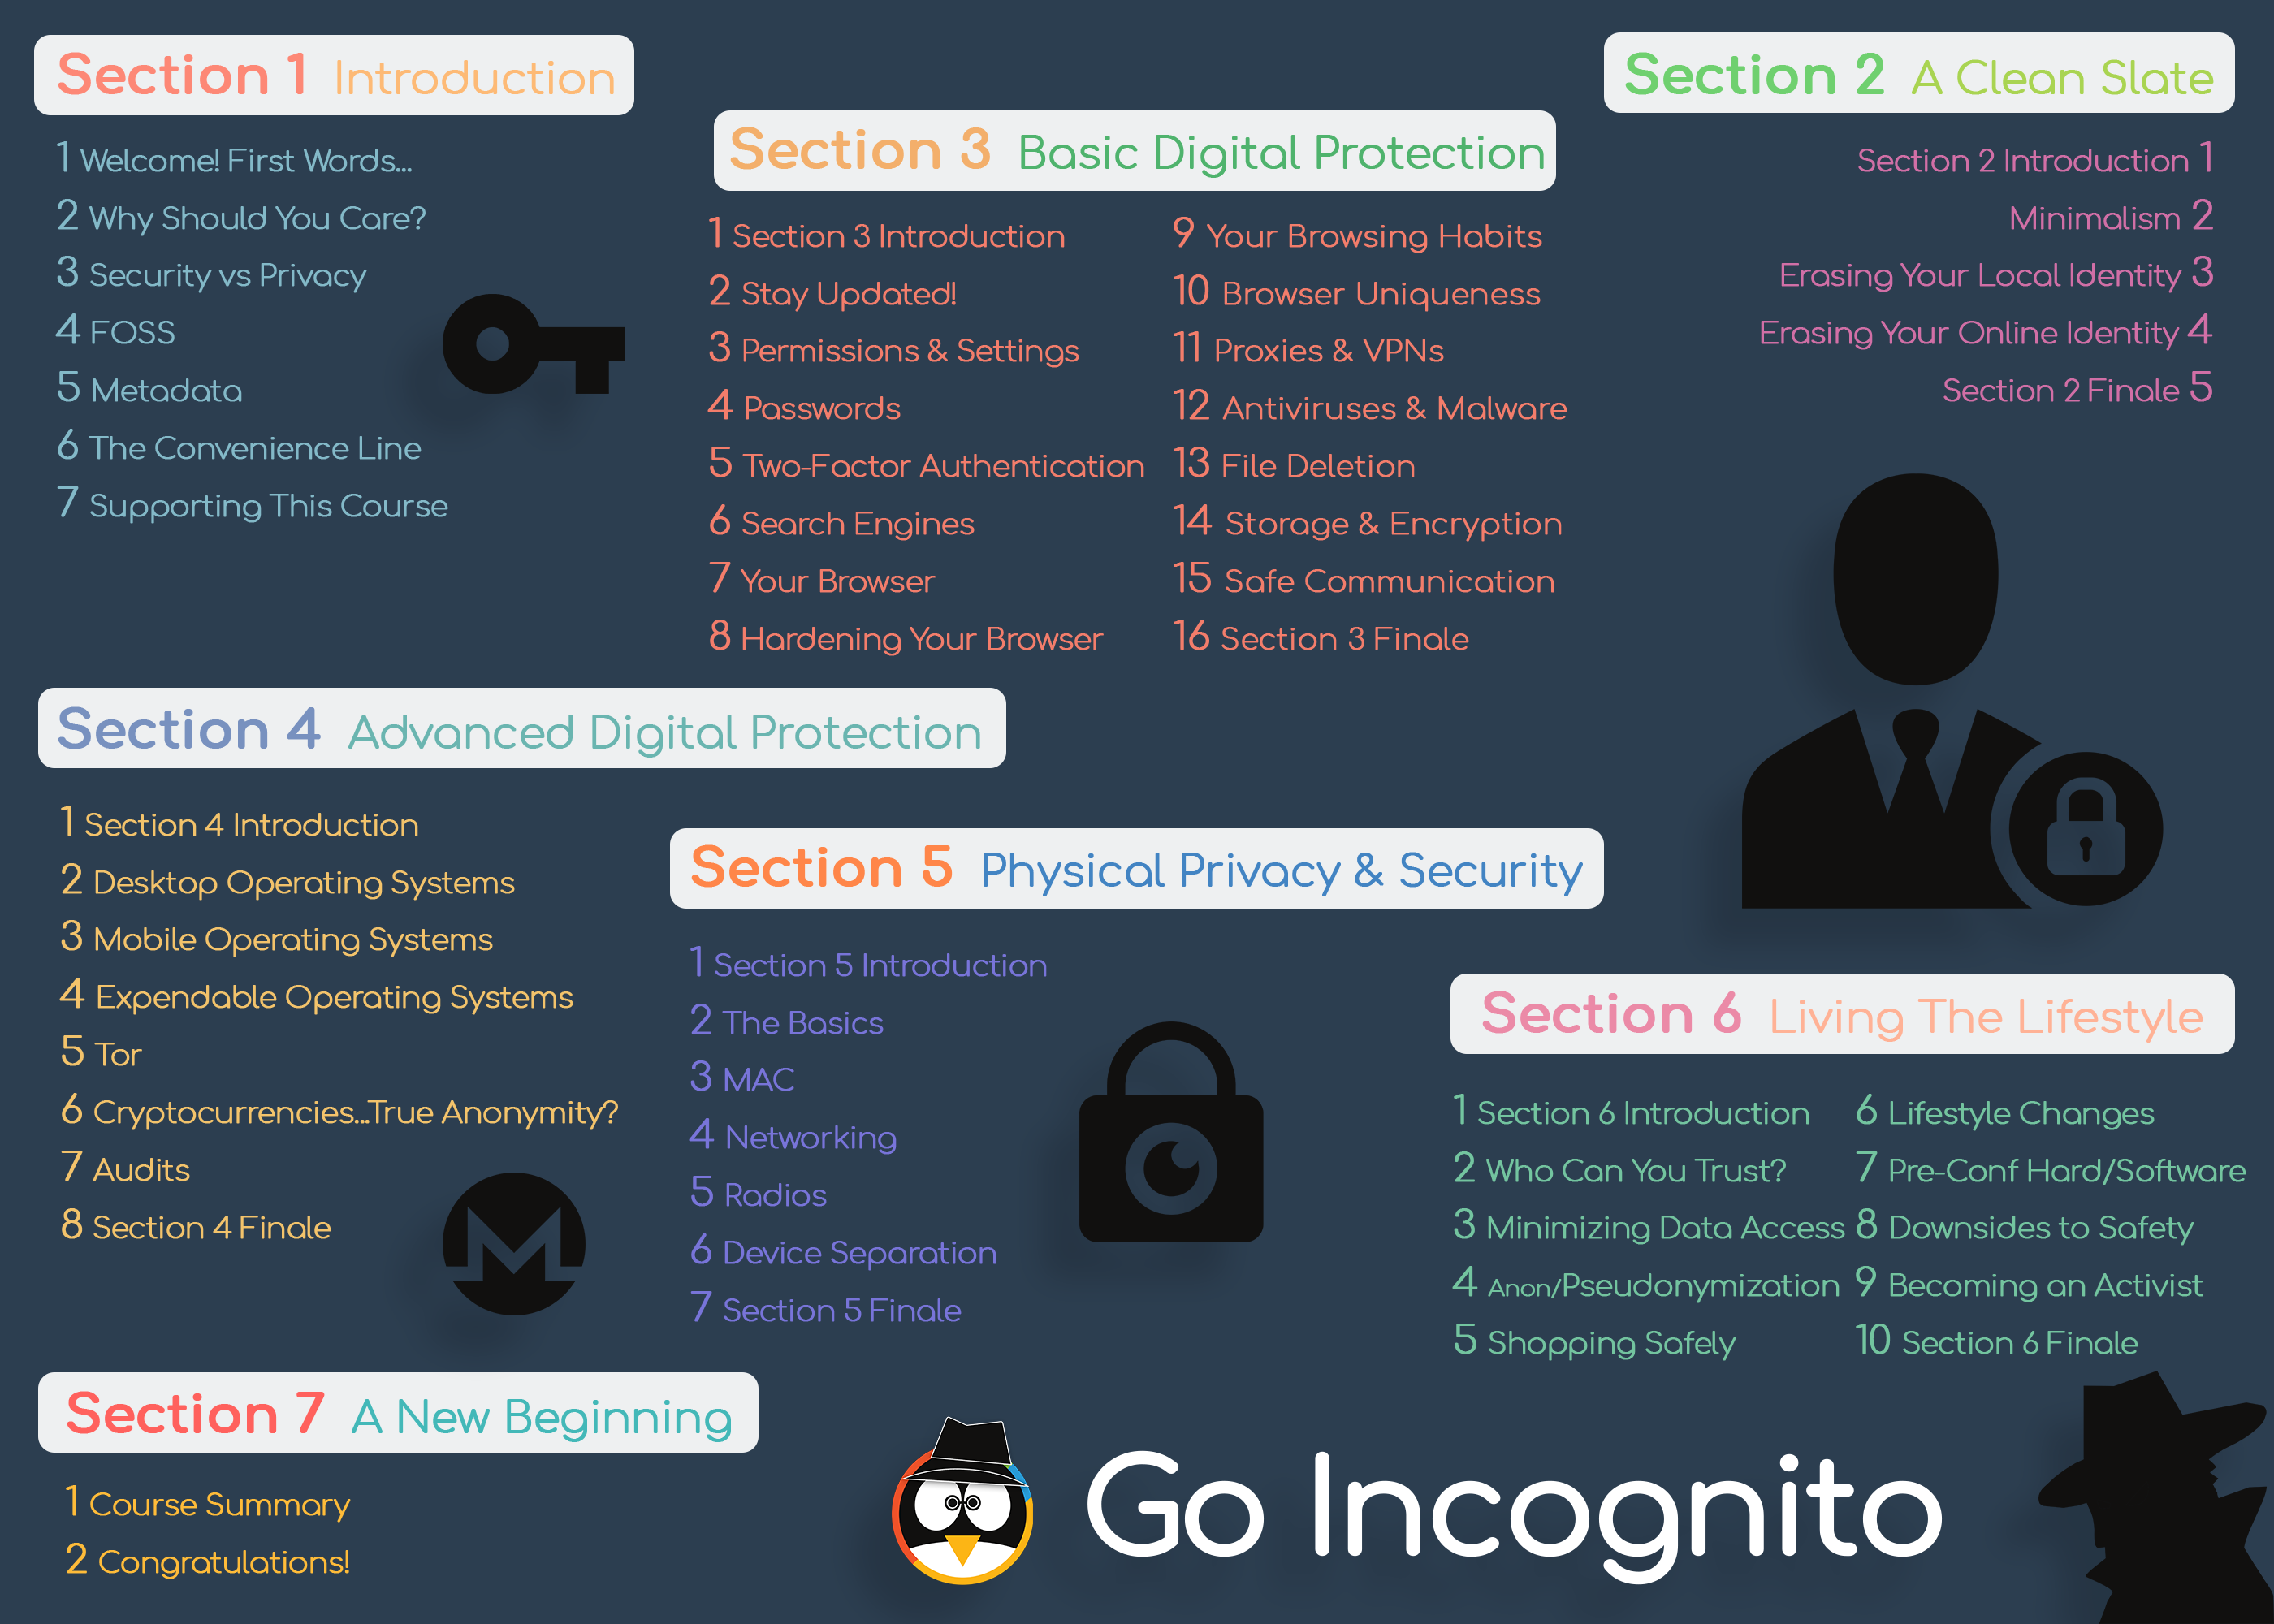 Section 1 Introduction
1 Welcome! First Words...
2 Why Should You Care?
3 Security vs Privacy
4 FOSS
5 Metadata
6 The Convenience Line
7 Supporting This Course
Section 2 A Clean Slate
Section 2 Introduction 1
Minimalism 2
Erasing Your Local Identity 3
Erasing Your Online Identity 4
Section 2 Finale 5
Section 3 Basic Digital Protection
1 Section 3 Introduction
2 Stay Updated!
3 Permissions & Settings
4 Passwords
5 Two-Factor Authentication
6 Search Engines
7 Your Browser
8 Hardening Your Browser
9 Your Browsing Habits
10 Browser Uniqueness
11 Proxies & VPNs
12 Antiviruses & Malware
13 File Deletion
14 Storage & Encryption
15 Safe Communication
16 Section 3 Finale
Section 4 Advanced Digital Protection
1 Section 4 Introduction
2 Desktop Operating Systems
3 Mobile Operating Systems
4 Expendable Operating Systems
5 Tor
6 Cryptocurrencies...True Anonymity?
7 Audits
8 Section 4 Finale
Section 5 Physical Privacy & Security
1 Section 5 Introduction
2 The Basics
3 MAC
4 Networking
5 Radios
6 Device Separation
7 Section 5 Finale
Section 6 Living The Lifestyle
1 Section 6 Introduction
2 Who Can You Trust?
3 Minimizing Data Access
4 Anon/Pseudonymization
5 Shopping Safely
6 Lifestyle Changes
7 Pre-Conf Hard/Software
8 Downsides to Safety
9 Becoming an Activist
10 Section 6 Finale
Section 7 A New Beginning
1 Course Summary
2 Congratulations!
Go Incognito